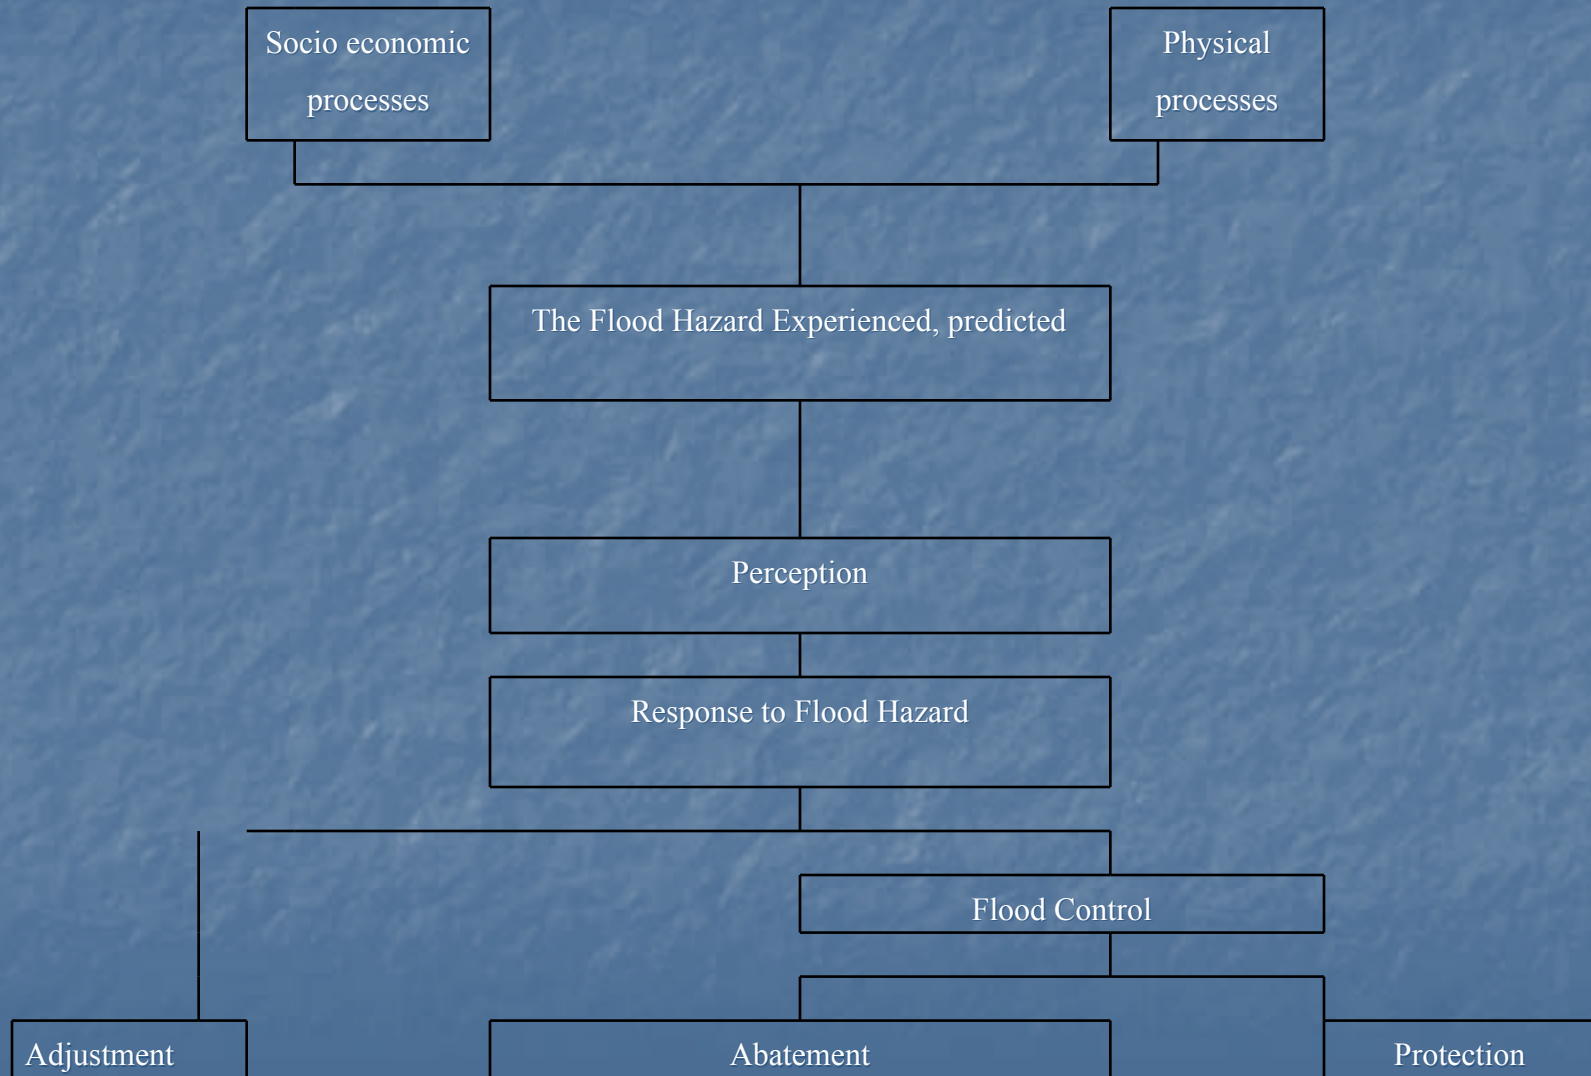 Socio economic
processes
Physical
processes
The Flood Hazard Experienced, predicted
Perception
Response to Flood Hazard
Flood Control
Adjustment
Abatement
Protection